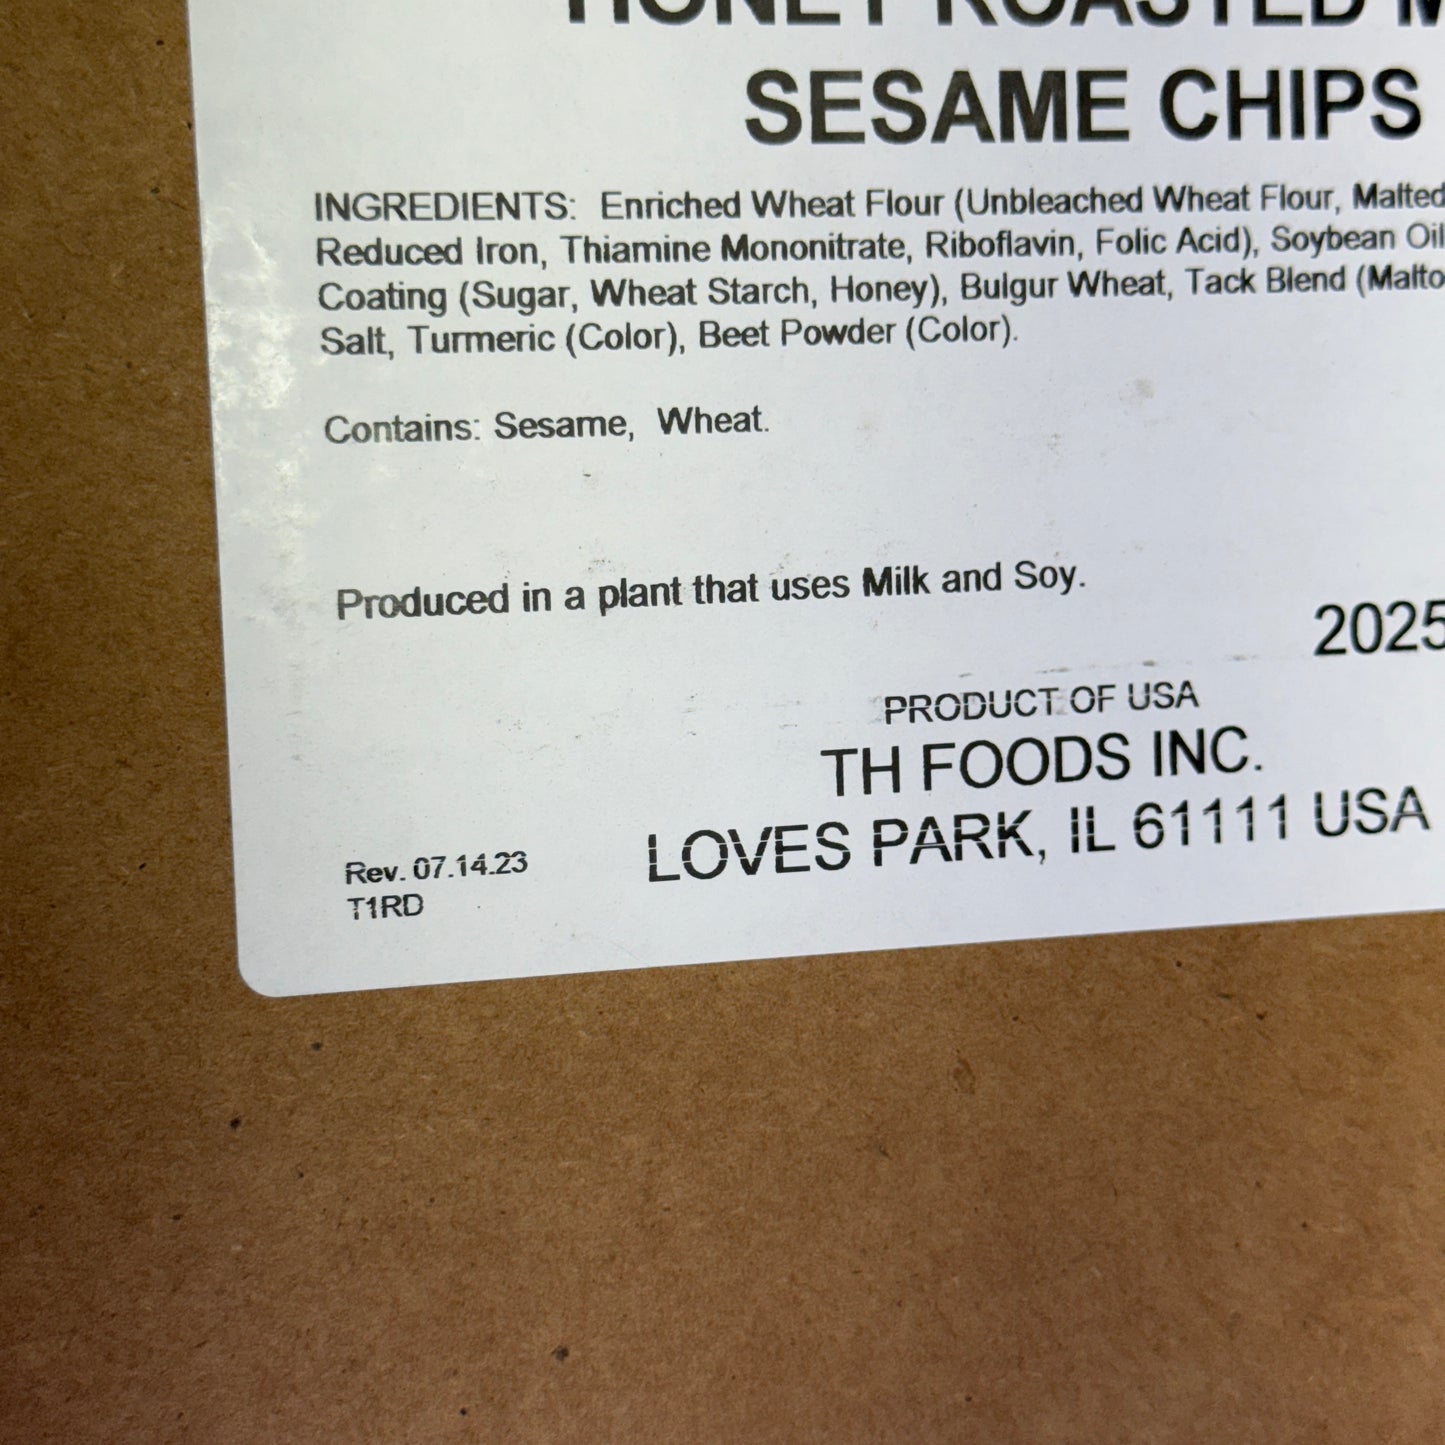 HONEY ROASTED
SESAME CHIPS
INGREDIENTS: Enriched Wheat Flour (Unbleached Wheat Flour, Malted
Reduced Iron, Thiamine Mononitrate, Riboflavin, Folic Acid), Soybean Oil
Coating (Sugar, Wheat Starch, Honey), Bulgur Wheat, Tack Blend (Malto
Salt, Turmeric (Color), Beet Powder (Color).
Contains: Sesame, Wheat.
Produced in a plant that uses Milk and Soy.
2025
PRODUCT OF USA
TH FOODS INC.
LOVES PARK, IL 61111 USA
Rev. 07.14.23
T1RD